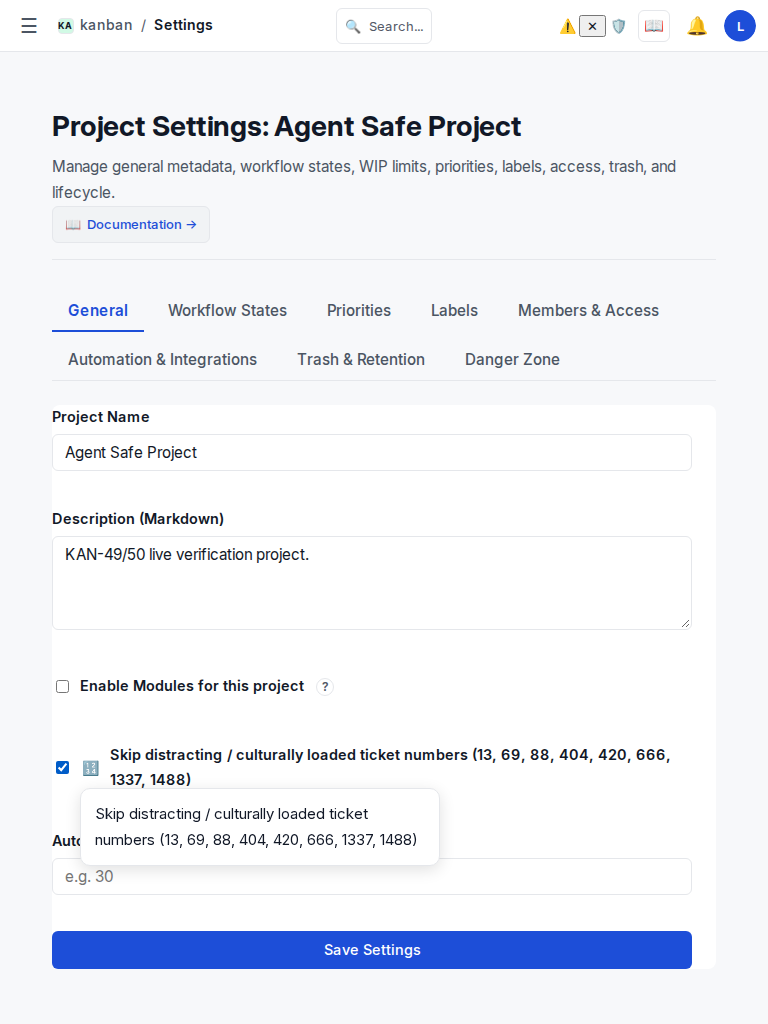 ☰ KA kanban / Settings 🔍 Search... ⚠️ ✕ 🛡️ 📖 🔔 L
Project Settings: Agent Safe Project
Manage general metadata, workflow states, WIP limits, priorities, labels, access, trash, and
lifecycle.
📖 Documentation →
General Workflow States Priorities Labels Members & Access
Automation & Integrations Trash & Retention Danger Zone
Project Name
Agent Safe Project
Description (Markdown)
KAN-49/50 live verification project.
Enable Modules for this project ?
🔢 Skip distracting / culturally loaded ticket numbers (13, 69, 88, 404, 420, 666,
1337, 1488)
Skip distracting / culturally loaded ticket
numbers (13, 69, 88, 404, 420, 666, 1337, 1488)
e.g. 30
Save Settings